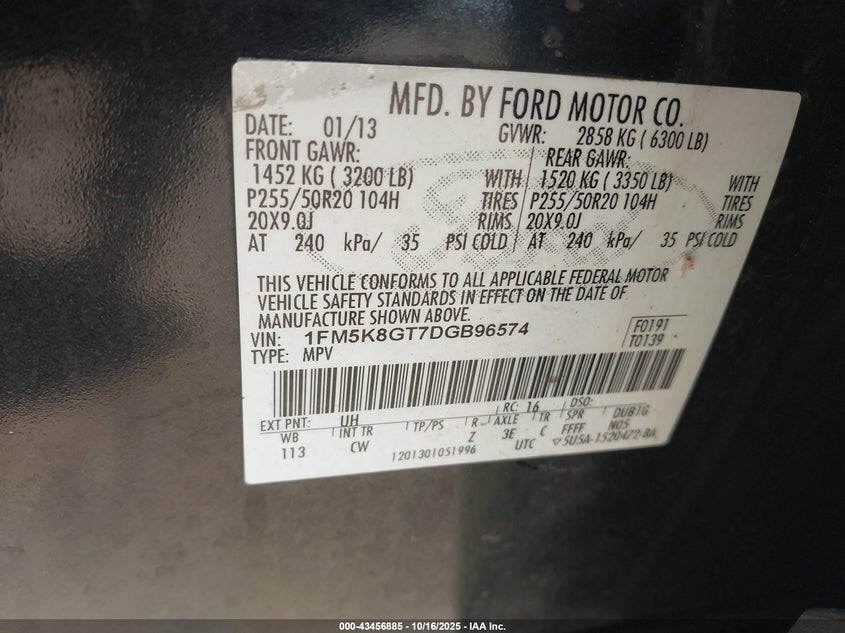 MFD. BY FORD MOTOR CO.
DATE: 01/13 GVWR: 2858 KG ( 6300 LB)
FRONT GAWR: REAR GAWR:
1452 KG ( 3200 LB) WITH 1520 KG ( 3350 LB) WITH
P255/50R20 104H TIRES P255/50R20 104H TIRES
20X9.0J RIMS 20X9.0J RIMS
AT 240 kPa/ 35 PSI COLD AT 240 kPa/ 35 PSI COLD
THIS VEHICLE CONFORMS TO ALL APPLICABLE FEDERAL MOTOR
VEHICLE SAFETY STANDARDS IN EFFECT ON THE DATE OF
MANUFACTURE SHOWN ABOVE.
VIN: 1FM5K8GT7DGB96574 F0191
TYPE: MPV T0139
EXT PNT: UH RC: 16 DSO:
WB INT TR TP/PS R AXLE TR SPR DUB1G
113 CW Z 3E C FFFF N05
1201301051996 UTC 5U5A-1520472-BA
000-43456885 | 10/16/2025 | IAA Inc.